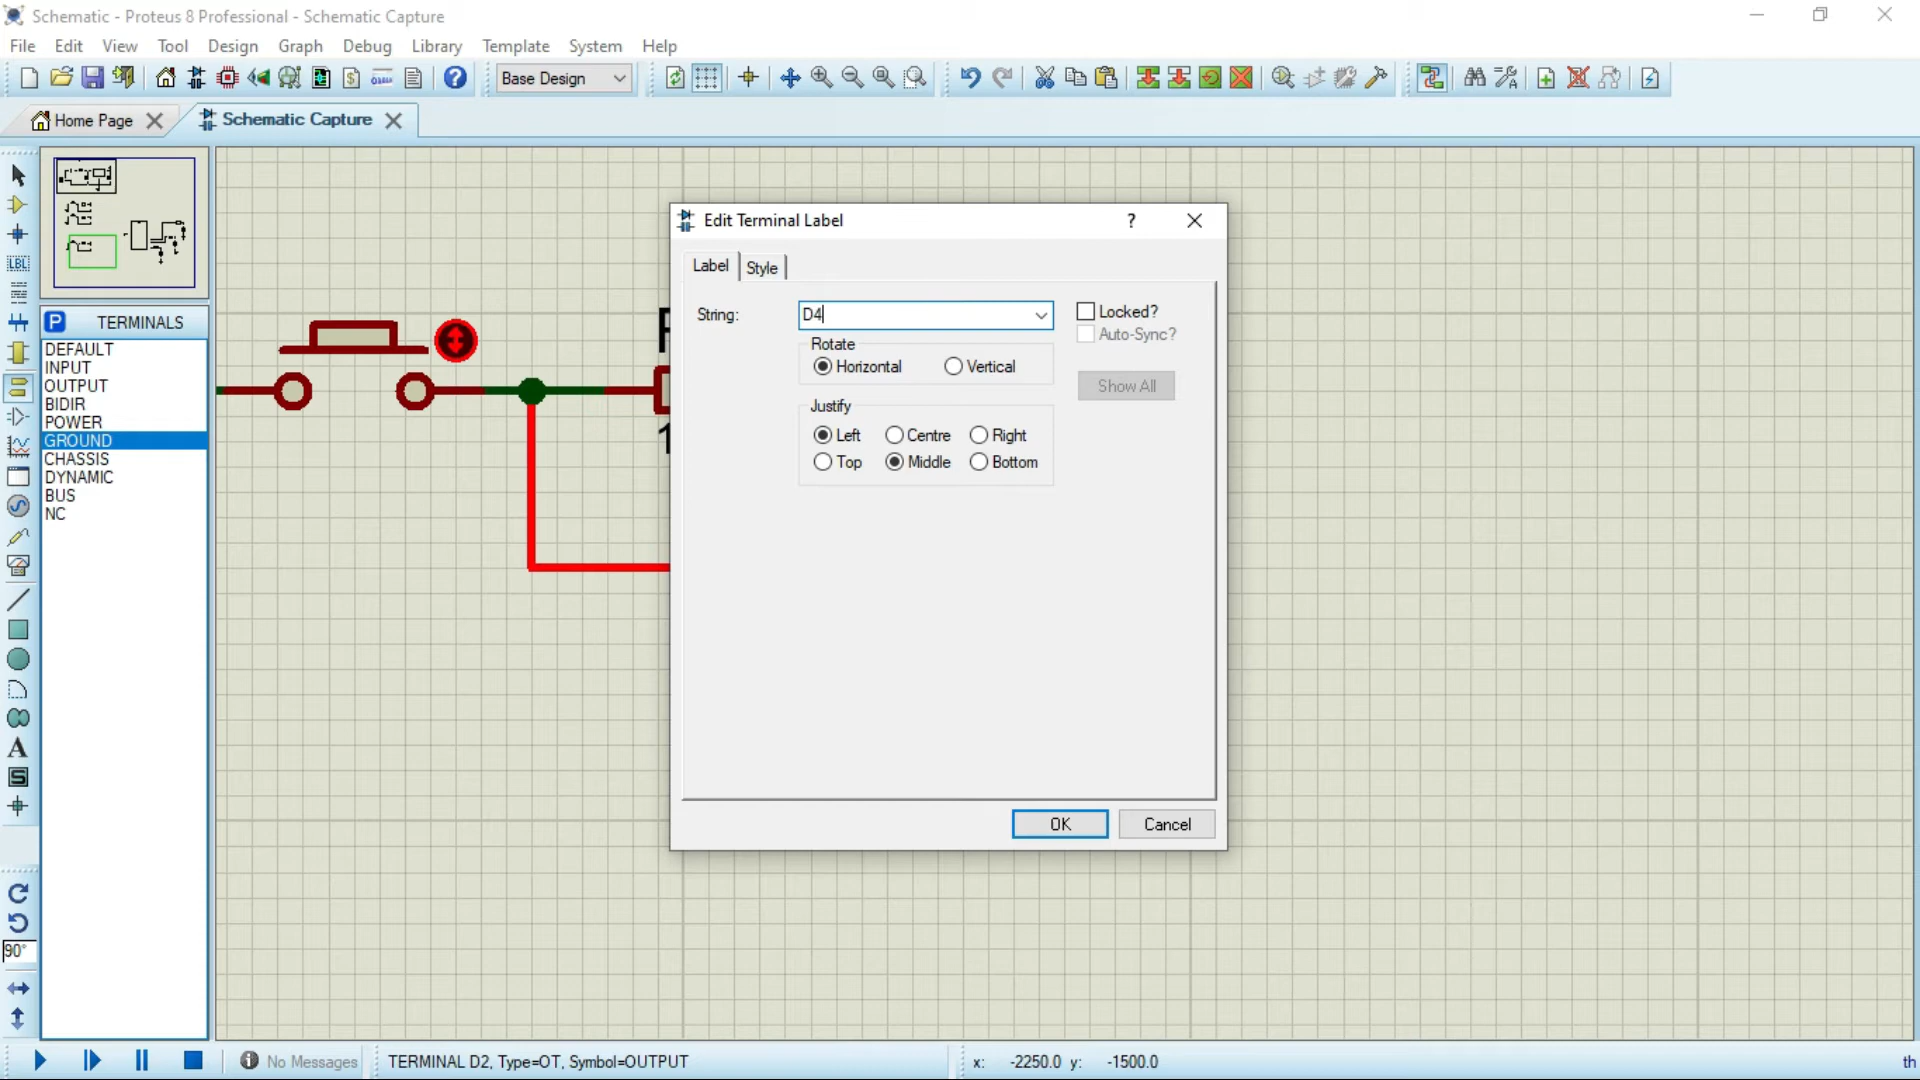 Schematic - Proteus 8 Professional - Schematic Capture
File Edit View Tool Design Graph Debug Library Template System Help
Base Design
Home Page Schematic Capture
Edit Terminal Label ?
Label Style
String: D4 Locked?
Auto-Sync?
Rotate
Horizontal Vertical
Show All
Justify
Left Centre Right
Top Middle Bottom
OK Cancel
P TERMINALS
DEFAULT
INPUT
OUTPUT
BIDIR
POWER
GROUND
CHASSIS
DYNAMIC
BUS
NC
LBL
A
S
90°
No Messages TERMINAL D2, Type=OT, Symbol=OUTPUT x: -2250.0 y: -1500.0 th